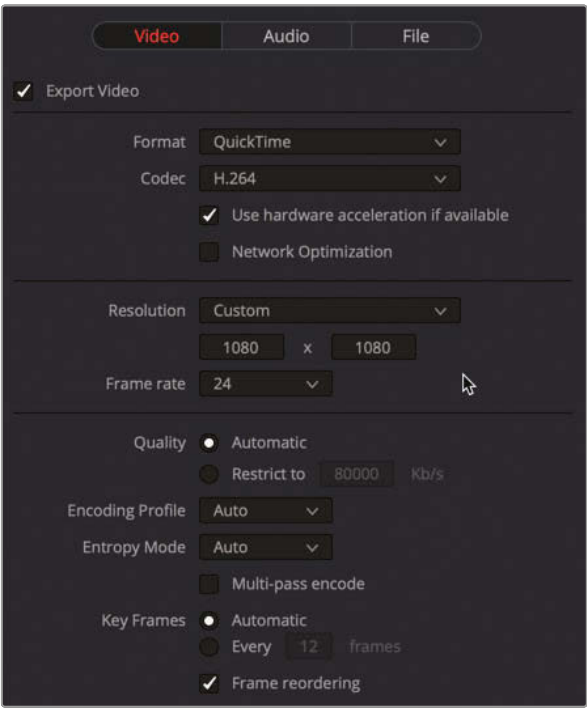 Video Audio File
Export Video
Format QuickTime
Codec H.264
Use hardware acceleration if available
Network Optimization
Resolution Custom
1080 x 1080
Frame rate 24
Quality Automatic
Restrict to 80000 Kb/s
Encoding Profile Auto
Entropy Mode Auto
Multi-pass encode
Key Frames Automatic
Every 12 frames
Frame reordering